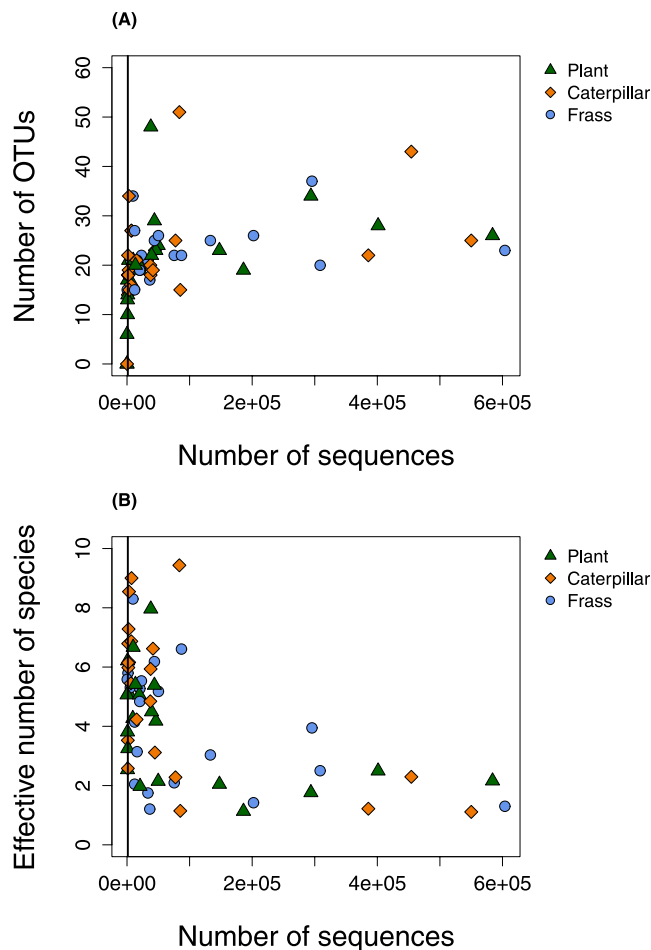 (A)
60
50
40
30
20
10
0
Number of OTUs
0e+00 2e+05 4e+05 6e+05
Number of sequences
Plant
Caterpillar
Frass
(B)
10
8
6
4
2
0
Effective number of species
0e+00 2e+05 4e+05 6e+05
Number of sequences
Plant
Caterpillar
Frass